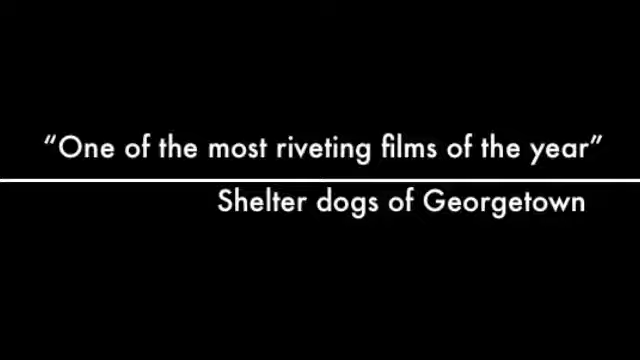 “One of the most riveting films of the year”
Shelter dogs of Georgetown